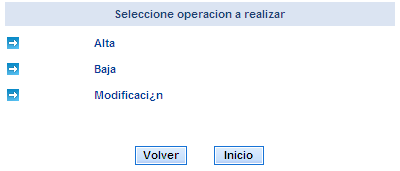 Seleccione operacion a realizar
Alta
Baja
Modificaci¿n
Volver Inicio